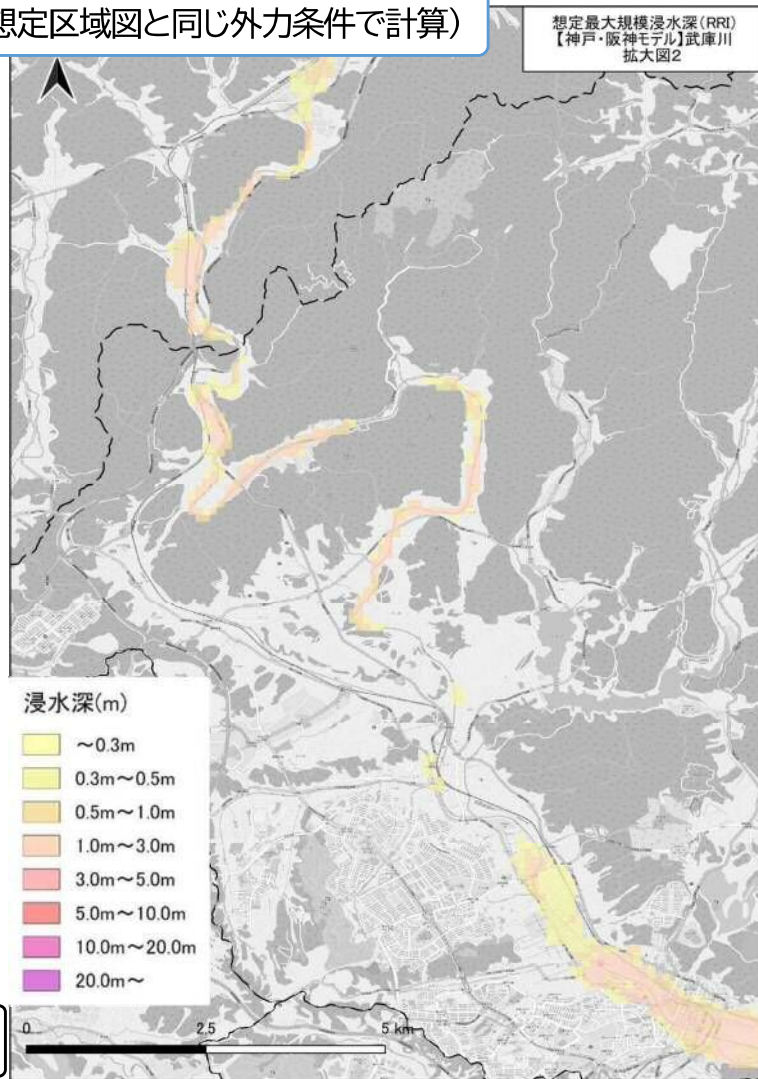 想定区域図と同じ外力条件で計算）
想定最大規模浸水深(RRI)
【神戸・阪神モデル】武庫川
拡大図2
浸水深(m)
～0.3m
0.3m～0.5m
0.5m～1.0m
1.0m～3.0m
3.0m～5.0m
5.0m～10.0m
10.0m～20.0m
20.0m～
0 2.5 5 km